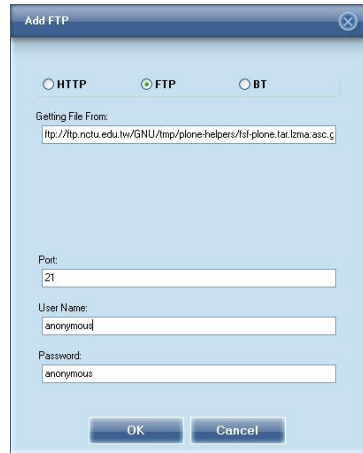 Add FTP
HTTP FTP BT
Getting File From:
ftp://ftp.nctu.edu.tw/GNU/tmp/plone-helpers/fsf-plone.tar.lzma.asc.g
Port:
21
User Name:
anonymous
Password:
anonymous
OK Cancel